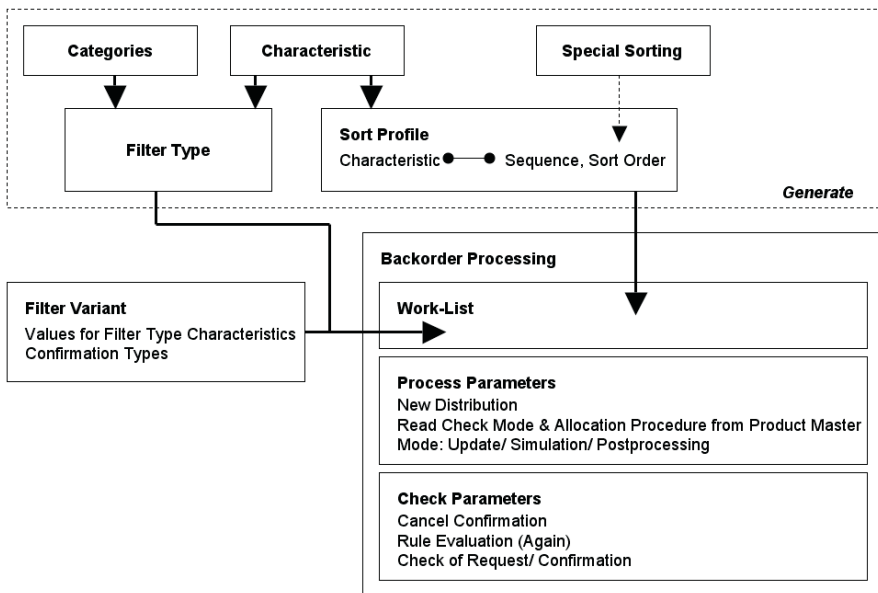 Categories
Characteristic
Special Sorting
Filter Type
Sort Profile
Characteristic Sequence, Sort Order
Generate
Backorder Processing
Filter Variant
Values for Filter Type Characteristics
Confirmation Types
Work-List
Process Parameters
New Distribution
Read Check Mode & Allocation Procedure from Product Master
Mode: Update/ Simulation/ Postprocessing
Check Parameters
Cancel Confirmation
Rule Evaluation (Again)
Check of Request/ Confirmation